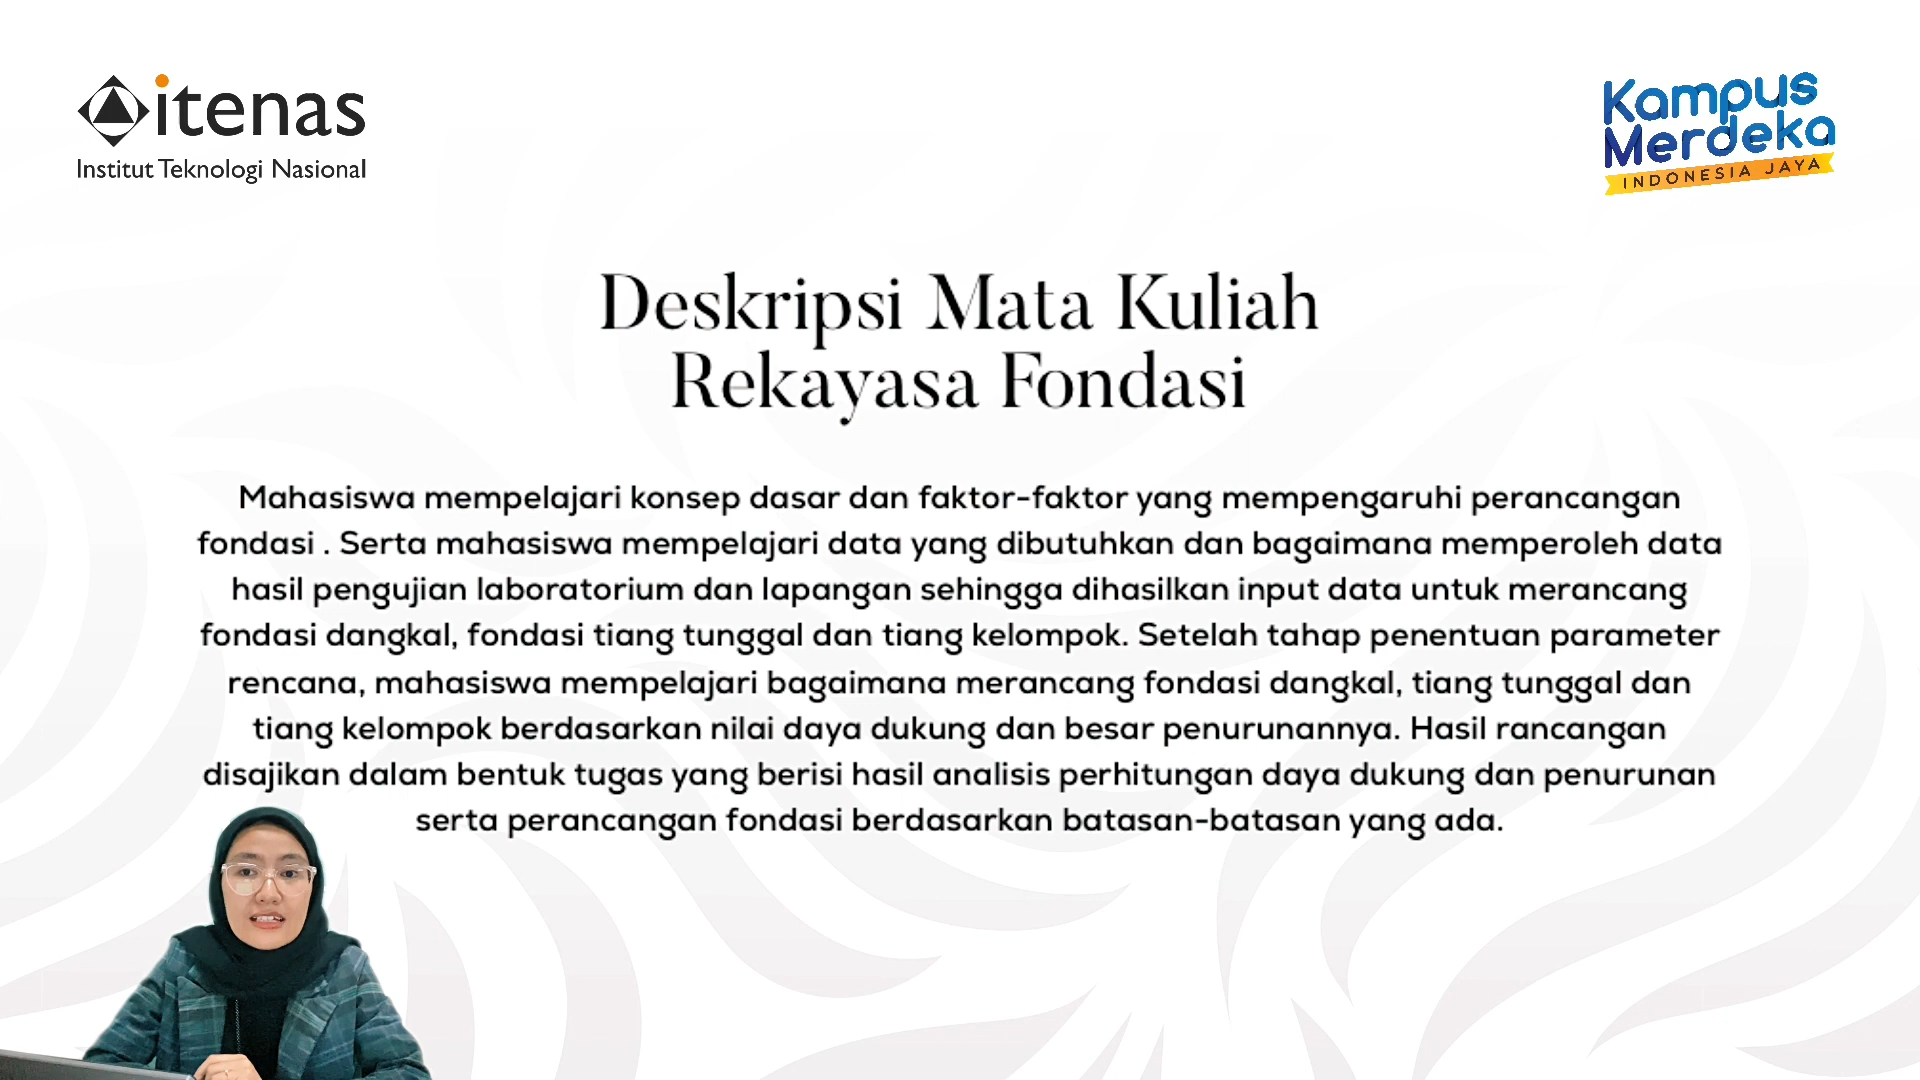 itenas
Institut Teknologi Nasional
Kampus
Merdeka
INDONESIA JAYA
Deskripsi Mata Kuliah
Rekayasa Fondasi
Mahasiswa mempelajari konsep dasar dan faktor-faktor yang mempengaruhi perancangan
fondasi . Serta mahasiswa mempelajari data yang dibutuhkan dan bagaimana memperoleh data
hasil pengujian laboratorium dan lapangan sehingga dihasilkan input data untuk merancang
fondasi dangkal, fondasi tiang tunggal dan tiang kelompok. Setelah tahap penentuan parameter
rencana, mahasiswa mempelajari bagaimana merancang fondasi dangkal, tiang tunggal dan
tiang kelompok berdasarkan nilai daya dukung dan besar penurunannya. Hasil rancangan
disajikan dalam bentuk tugas yang berisi hasil analisis perhitungan daya dukung dan penurunan
serta perancangan fondasi berdasarkan batasan-batasan yang ada.